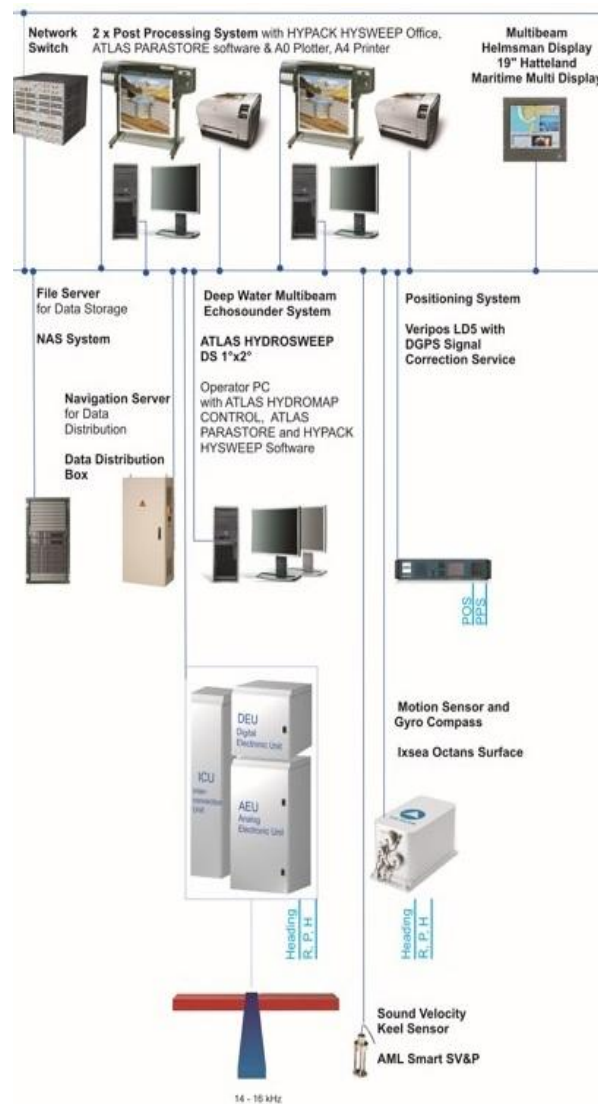 Network
Switch
2 x Post Processing System with HYPACK HYSWEEP Office,
ATLAS PARASTORE software & A0 Plotter, A4 Printer
Multibeam
Helmsman Display
19" Hatteland
Maritime Multi Display
File Server
for Data Storage
NAS System
Navigation Server
for Data
Distribution
Data Distribution
Box
Deep Water Multibeam
Echosounder System
ATLAS HYDROSWEEP
DS 1°x2°
Operator PC
with ATLAS HYDROMAP
CONTROL, ATLAS
PARASTORE and HYPACK
HYSWEEP Software
Positioning System
Veripos LD5 with
DGPS Signal
Correction Service
POS
PPS
DEU
Digital
Electronic Unit
ICU
Unit
AEU
Analog
Electronic Unit
Heading
R, P, H
Motion Sensor and
Gyro Compass
Ixsea Octans Surface
Heading
R, P, H
Sound Velocity
Keel Sensor
AML Smart SV&P
14 - 16 kHz